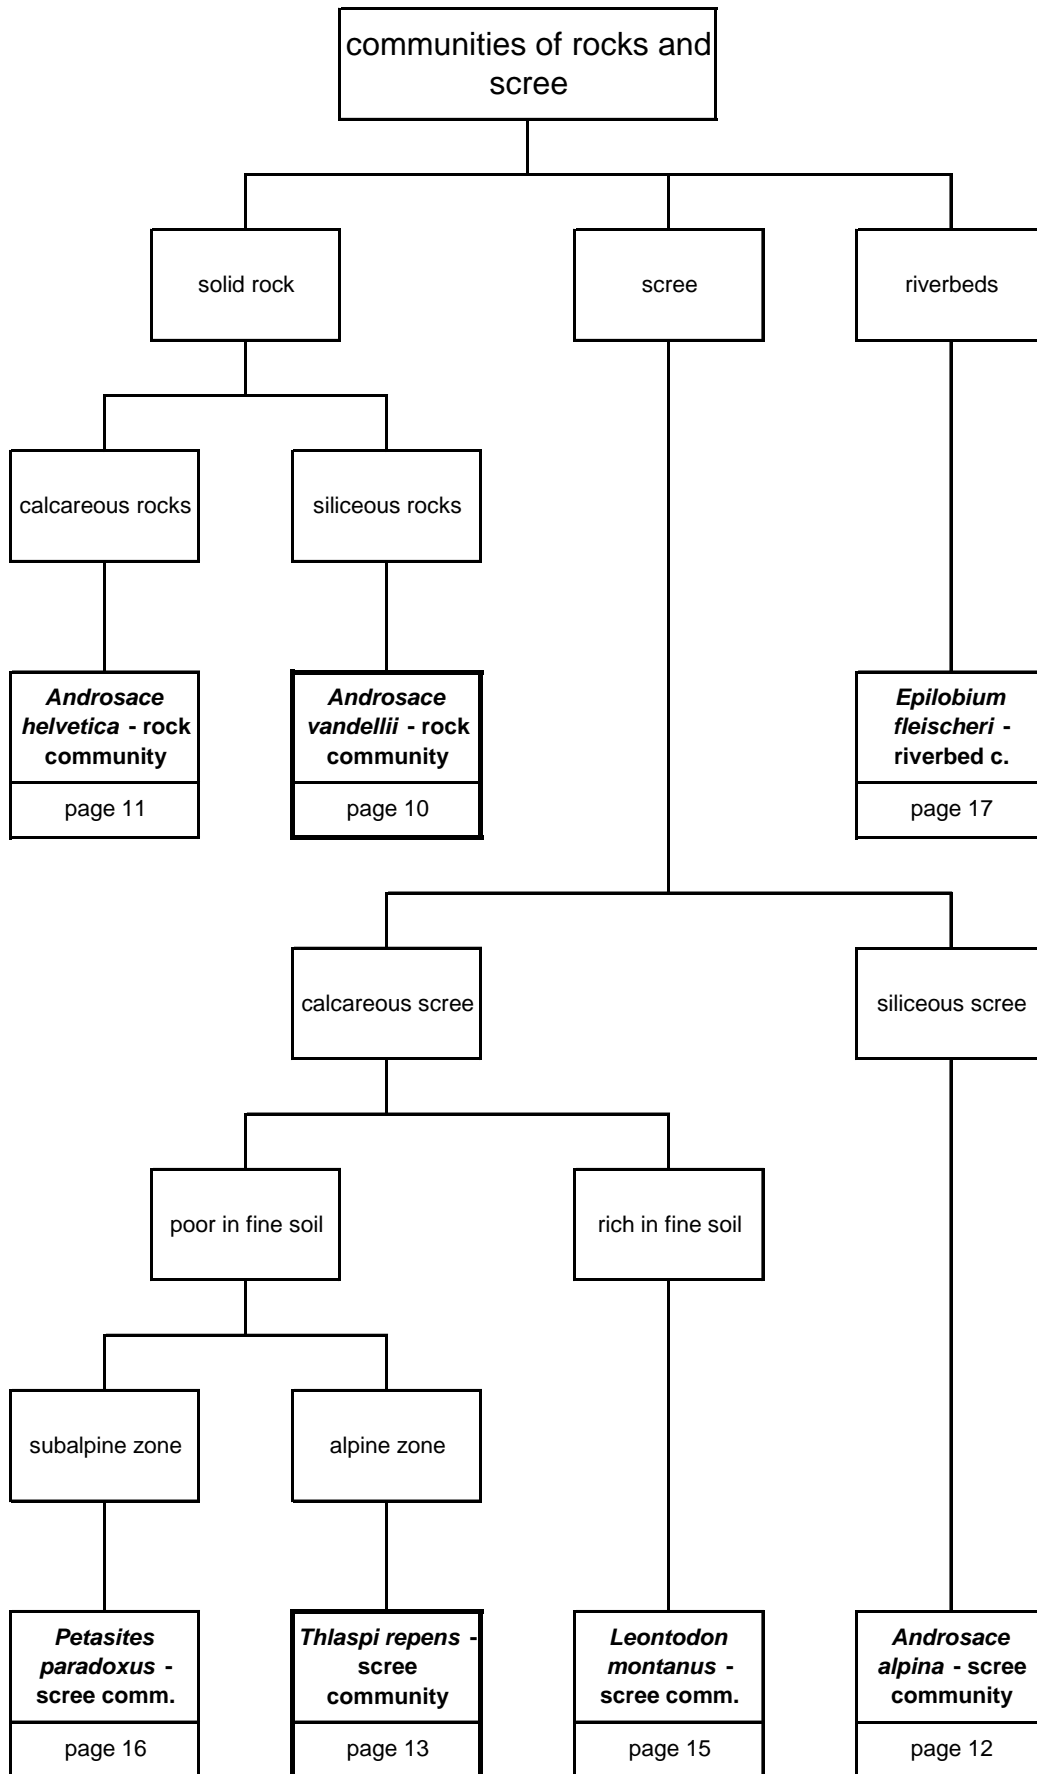 communities of rocks and
scree
solid rock
scree
riverbeds
calcareous rocks
siliceous rocks
Androsace
helvetica - rock
community
page 11
Androsace
vandellii - rock
community
page 10
Epilobium
fleischeri -
riverbed c.
page 17
calcareous scree
siliceous scree
poor in fine soil
rich in fine soil
subalpine zone
alpine zone
Petasites
paradoxus -
scree comm.
page 16
Thlaspi repens -
scree
community
page 13
Leontodon
montanus -
scree comm.
page 15
Androsace
alpina - scree
community
page 12